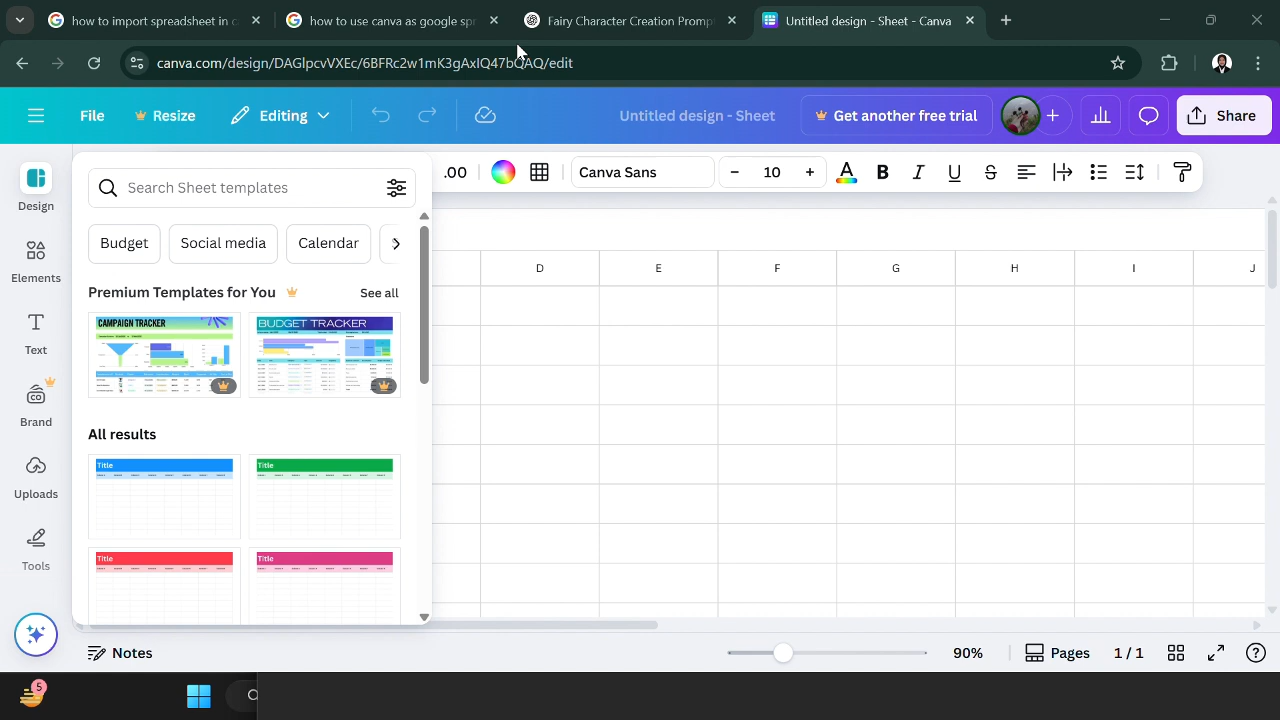 how to import spreadsheet in c
how to use canva as google spr
Fairy Character Creation Promp
Untitled design - Sheet - Canva
canva.com/design/DAGlpcvVXEc/6BFRc2w1mK3gAxIQ47bQAQ/edit
File
Resize
Editing
Untitled design - Sheet
Get another free trial
Share
Design
Elements
Text
Brand
Uploads
Tools
Search Sheet templates
.00
Canva Sans
10
A
B
I
U
S
Budget
Social media
Calendar
Premium Templates for You
See all
CAMPAIGN TRACKER
BUDGET TRACKER
All results
Title
Title
Title
Title
D
E
F
G
H
I
J
Notes
90%
Pages
1 / 1
5